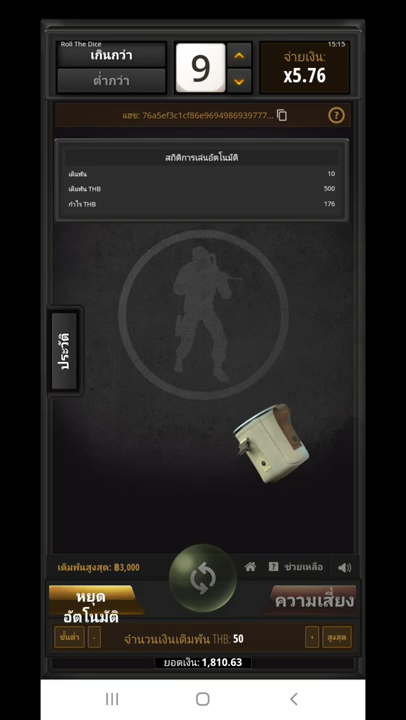 Roll The Dice
15:15
เกินกว่า
ต่ำกว่า
9
จ่ายเงิน:
x5.76
แฮช: 76a5ef3c1cf86e9694986939777...
?
สถิติการเล่นอัตโนมัติ
เดิมพัน 10
เดิมพัน THB 500
กำไร THB 176
ประวัติ
เดิมพันสูงสุด: ฿3,000
? ช่วยเหลือ
หยุด
อัตโนมัติ
ความเสี่ยง
ขั้นต่ำ - จำนวนเงินเดิมพัน THB: 50 + สูงสุด
ยอดเงิน: 1,810.63